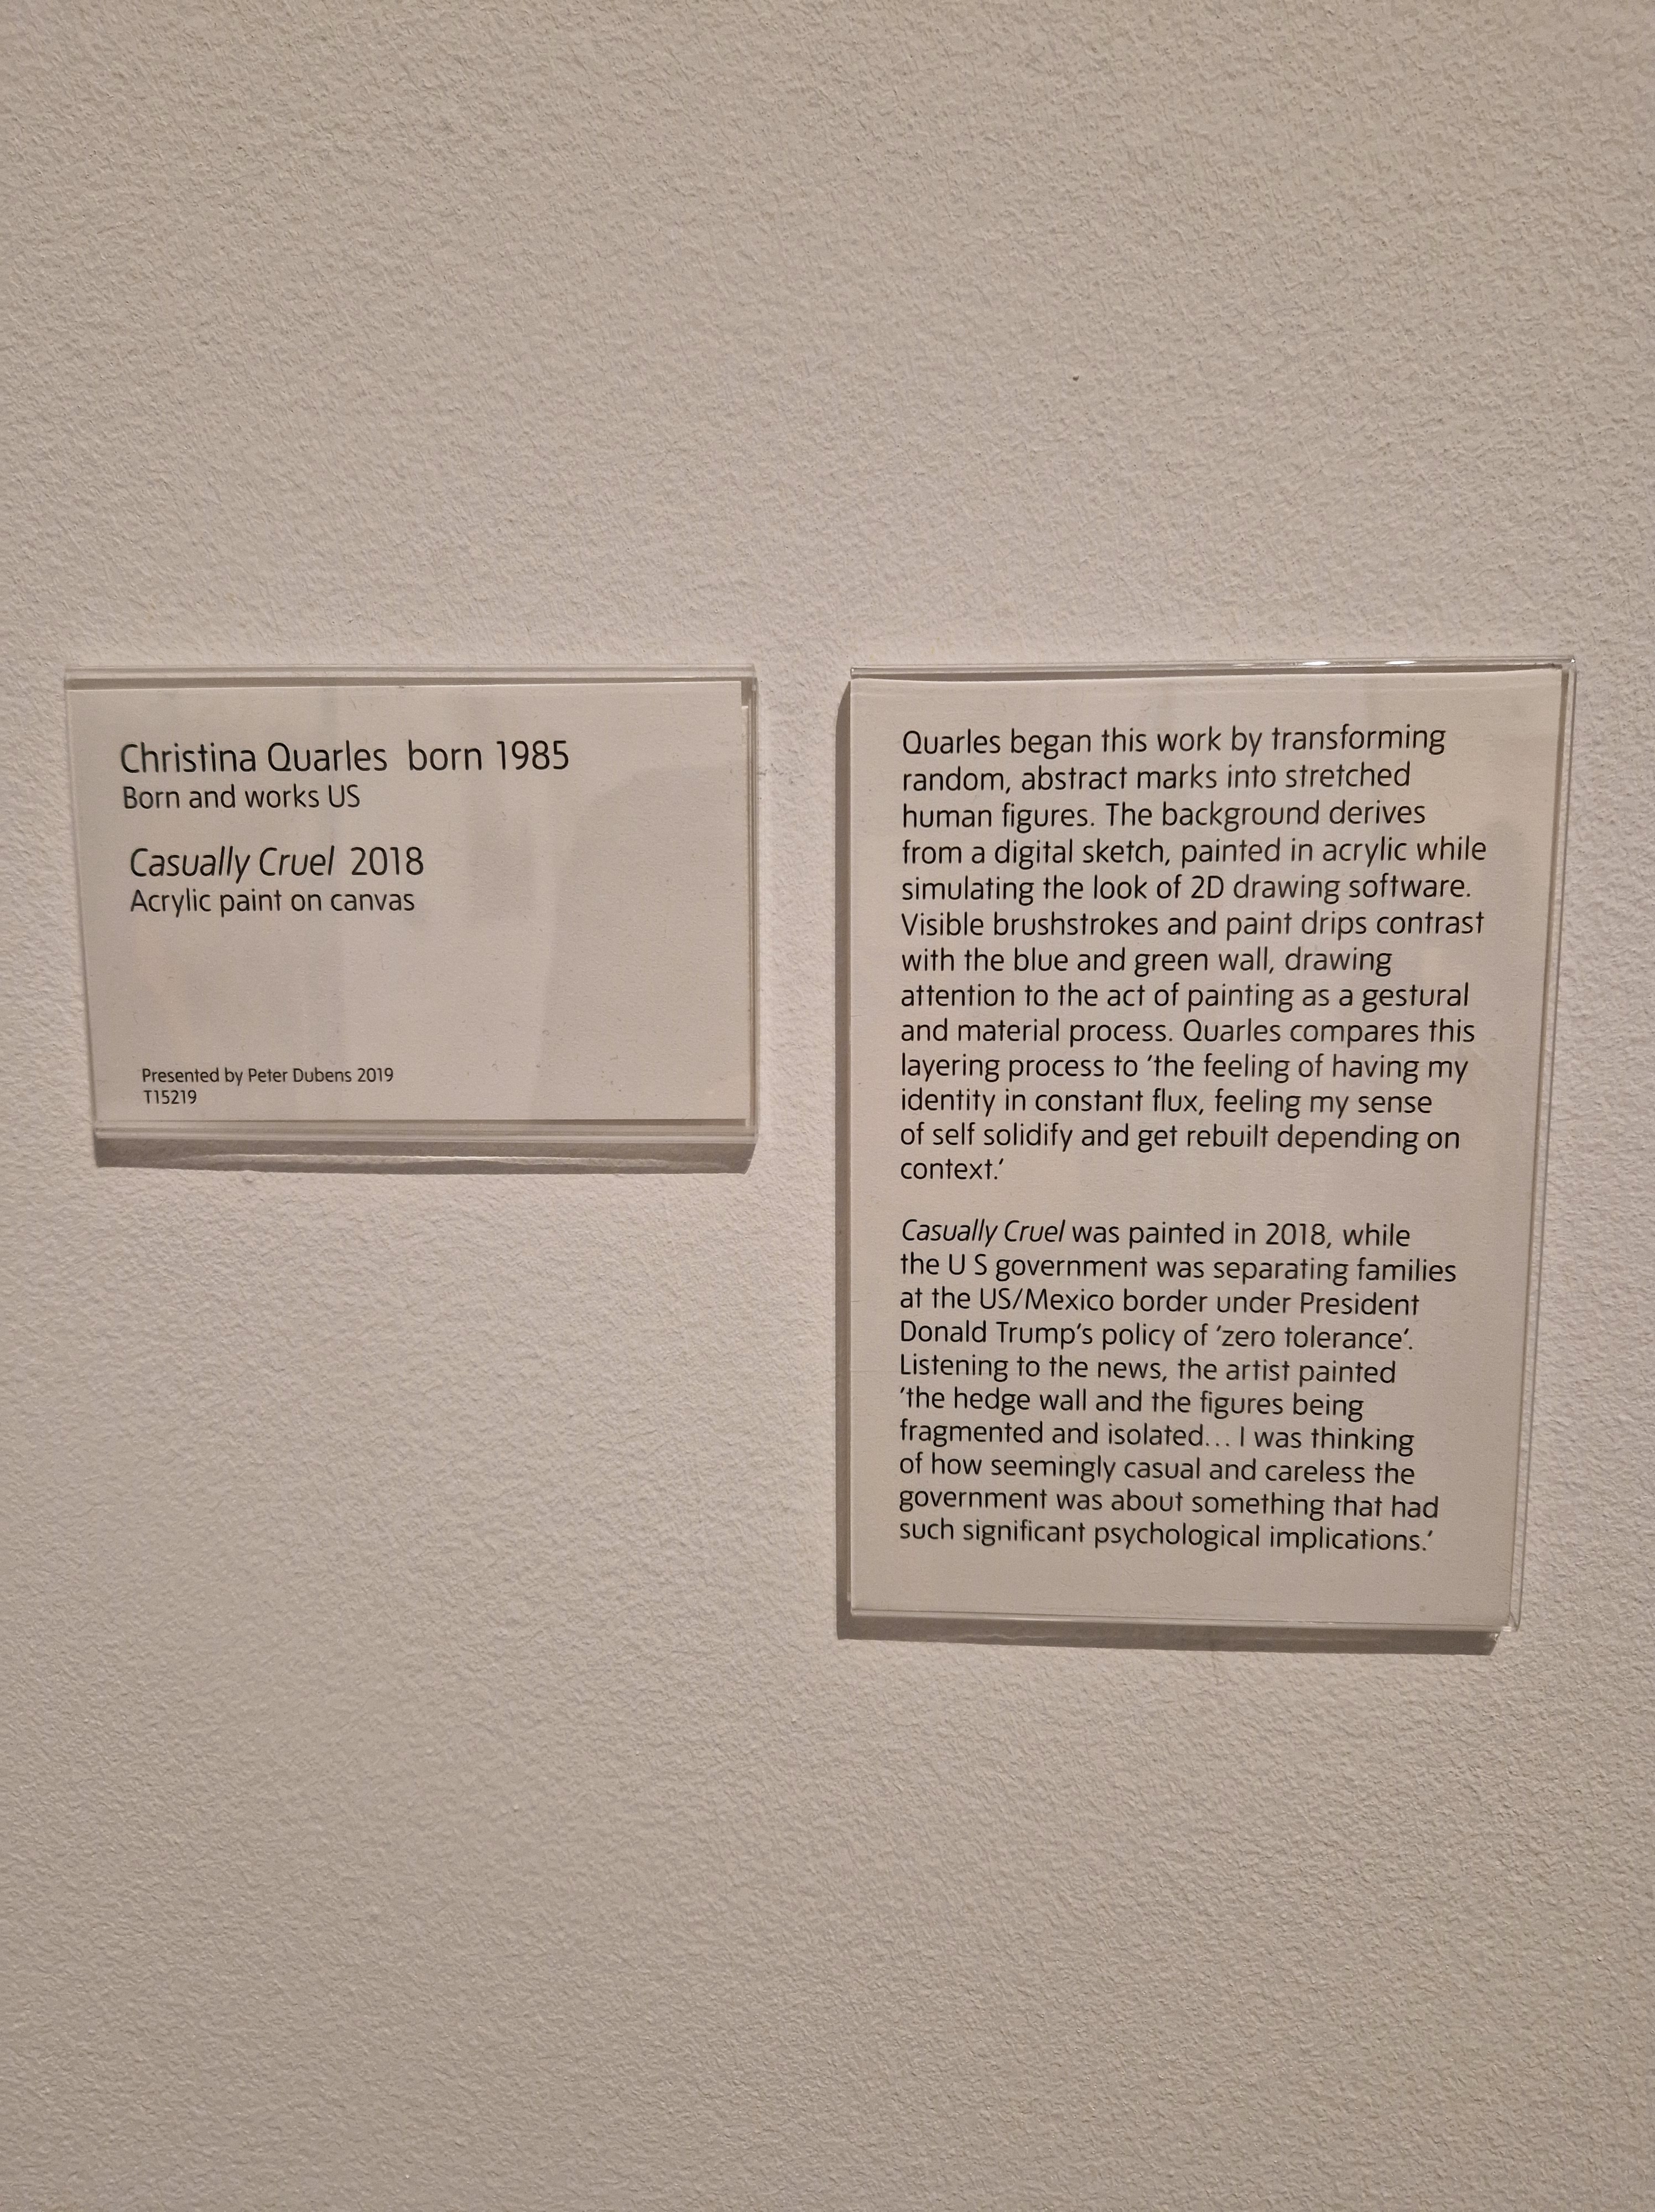 Christina Quarles  born 1985
Born and works US
Casually Cruel  2018
Acrylic paint on canvas
Presented by Peter Dubens 2019
T15219
Quarles began this work by transforming
random, abstract marks into stretched
human figures. The background derives
from a digital sketch, painted in acrylic while
simulating the look of 2D drawing software.
Visible brushstrokes and paint drips contrast
with the blue and green wall, drawing
attention to the act of painting as a gestural
and material process. Quarles compares this
layering process to ‘the feeling of having my
identity in constant flux, feeling my sense
of self solidify and get rebuilt depending on
context.’
Casually Cruel was painted in 2018, while
the U S government was separating families
at the US/Mexico border under President
Donald Trump’s policy of ‘zero tolerance’.
Listening to the news, the artist painted
‘the hedge wall and the figures being
fragmented and isolated… I was thinking
of how seemingly casual and careless the
government was about something that had
such significant psychological implications.’